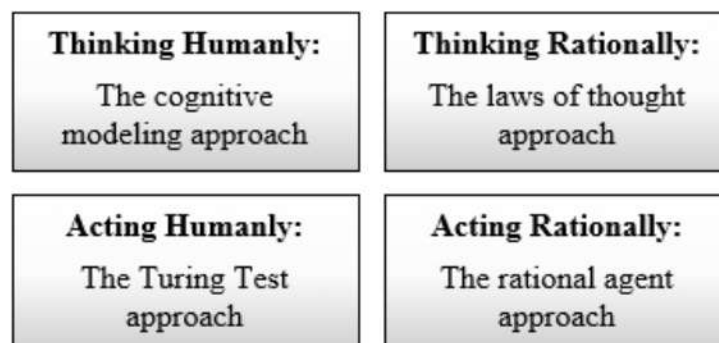 Thinking Humanly:
The cognitive
modeling approach
Thinking Rationally:
The laws of thought
approach
Acting Humanly:
The Turing Test
approach
Acting Rationally:
The rational agent
approach